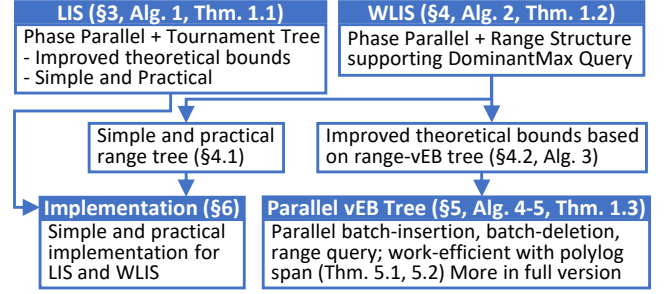 LIS (§3, Alg. 1, Thm. 1.1)
Phase Parallel + Tournament Tree
- Improved theoretical bounds
- Simple and Practical
WLIS (§4, Alg. 2, Thm. 1.2)
Phase Parallel + Range Structure
supporting DominantMax Query
Simple and practical
range tree (§4.1)
Improved theoretical bounds based
on range-vEB tree (§4.2, Alg. 3)
Implementation (§6)
Simple and practical
implementation for
LIS and WLIS
Parallel vEB Tree (§5, Alg. 4-5, Thm. 1.3)
Parallel batch-insertion, batch-deletion,
range query; work-efficient with polylog
span (Thm. 5.1, 5.2) More in full version